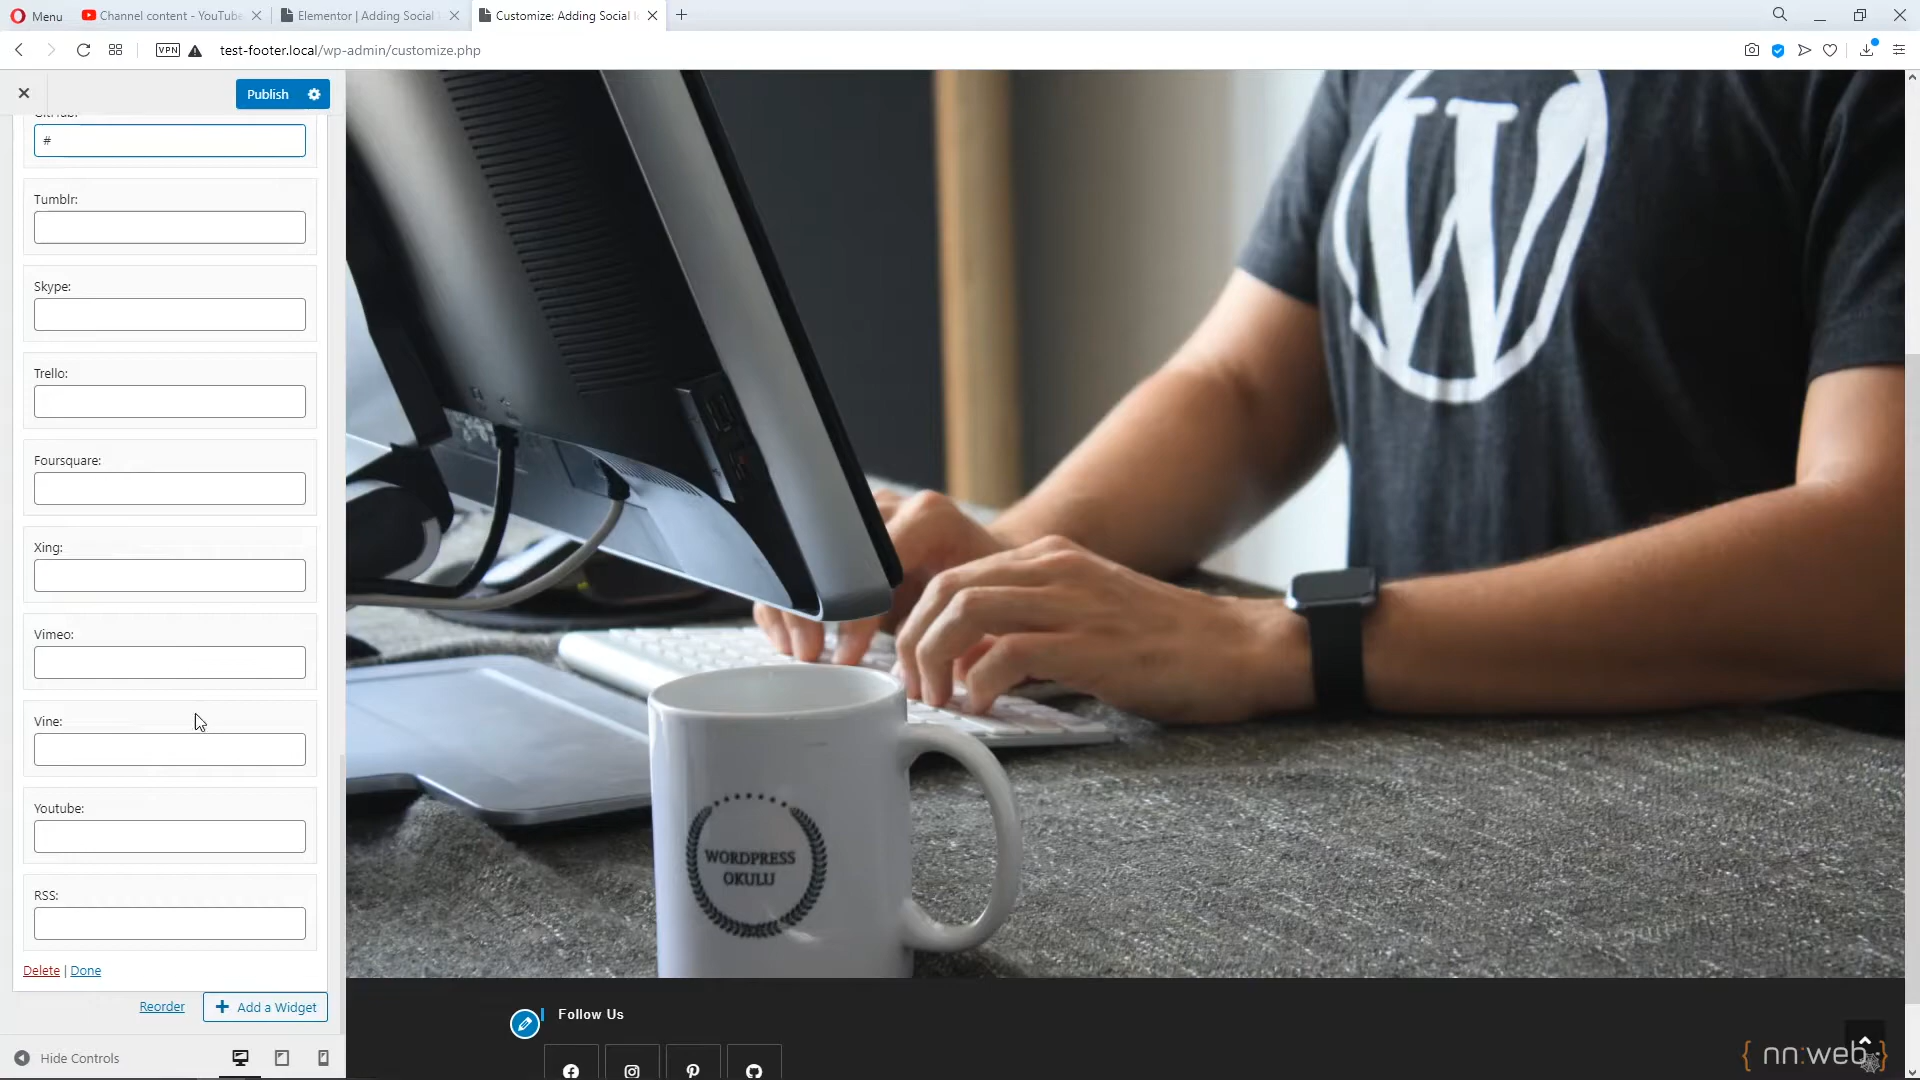 Menu
Channel content - YouTube
Elementor | Adding Social
Customize: Adding Social I
VPN
test-footer.local/wp-admin/customize.php
Publish
GitHub:
#
Tumblr:
Skype:
Trello:
Foursquare:
Xing:
Vimeo:
Vine:
Youtube:
RSS:
Delete | Done
Reorder
Add a Widget
Hide Controls
W
WORDPRESS
OKULU
Follow Us
{ nn:web }